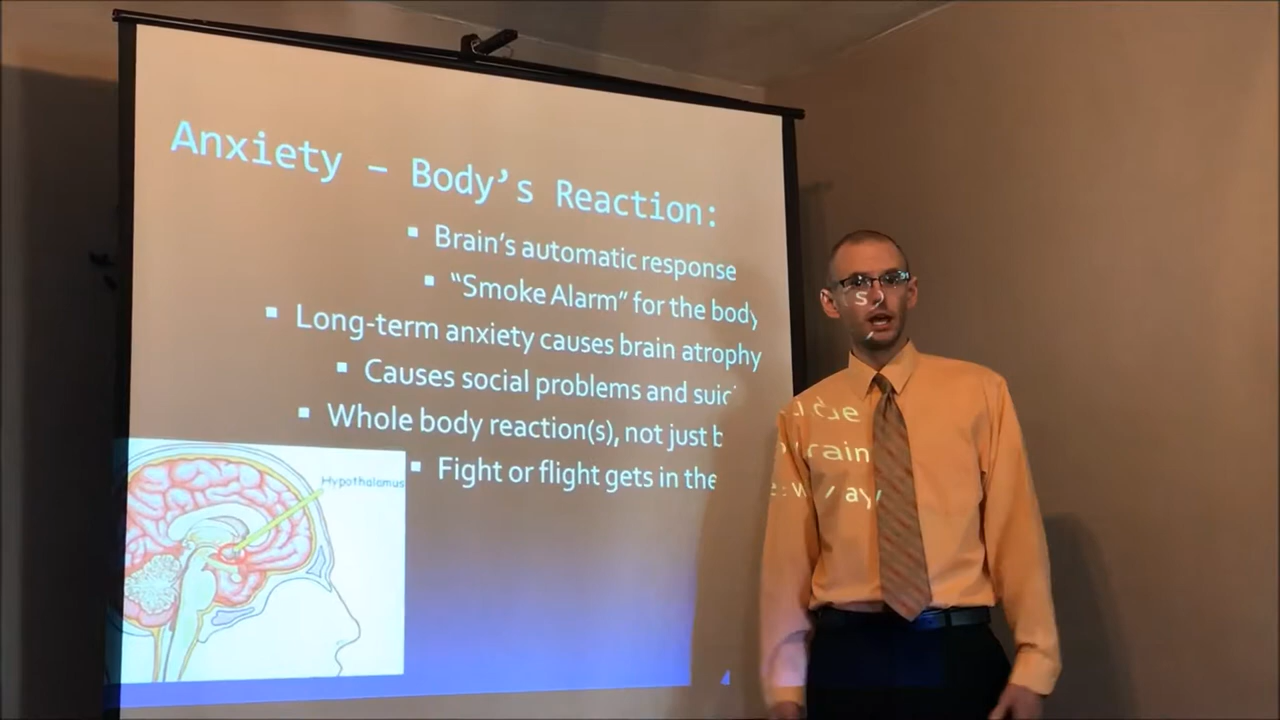 Anxiety – Body's Reaction:
▪ Brain's automatic response
▪ "Smoke Alarm" for the body
▪ Long-term anxiety causes brain atrophy
▪ Causes social problems and
▪ Whole body reaction(s), not just
▪ Fight or flight gets in the
Hypothalamus